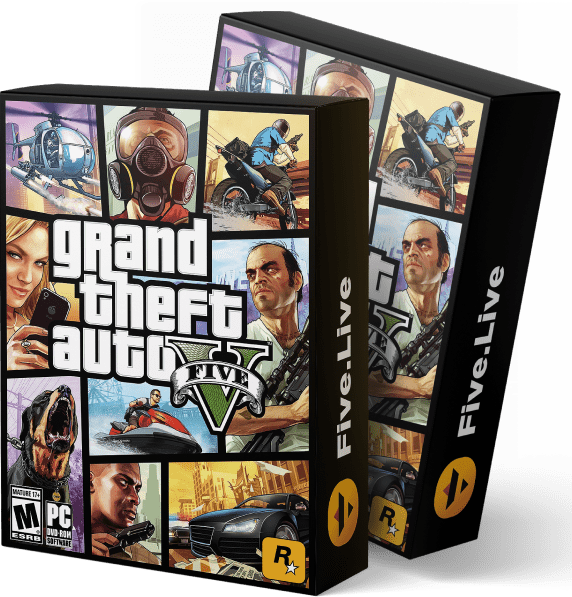 grand
theft
auto
V
FIVE
MATURE 17+
M
ESRB
PC
DVD-ROM
SOFTWARE
R
Five.Live
V
Five.Live
R